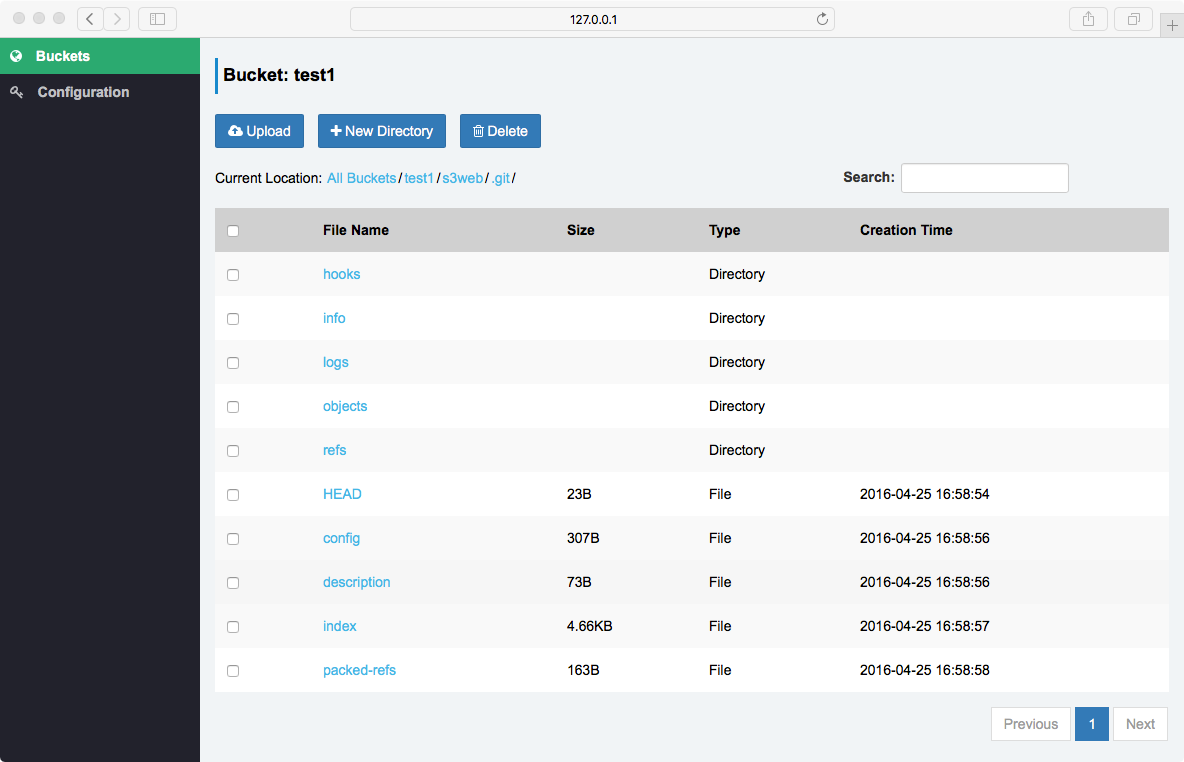 127.0.0.1
Buckets
Configuration
Bucket: test1
Upload New Directory Delete
Current Location: All Buckets/test1/s3web/.git/ Search:
File Name Size Type Creation Time
hooks Directory
info Directory
logs Directory
objects Directory
refs Directory
HEAD 23B File 2016-04-25 16:58:54
config 307B File 2016-04-25 16:58:56
description 73B File 2016-04-25 16:58:56
index 4.66KB File 2016-04-25 16:58:57
packed-refs 163B File 2016-04-25 16:58:58
Previous 1 Next